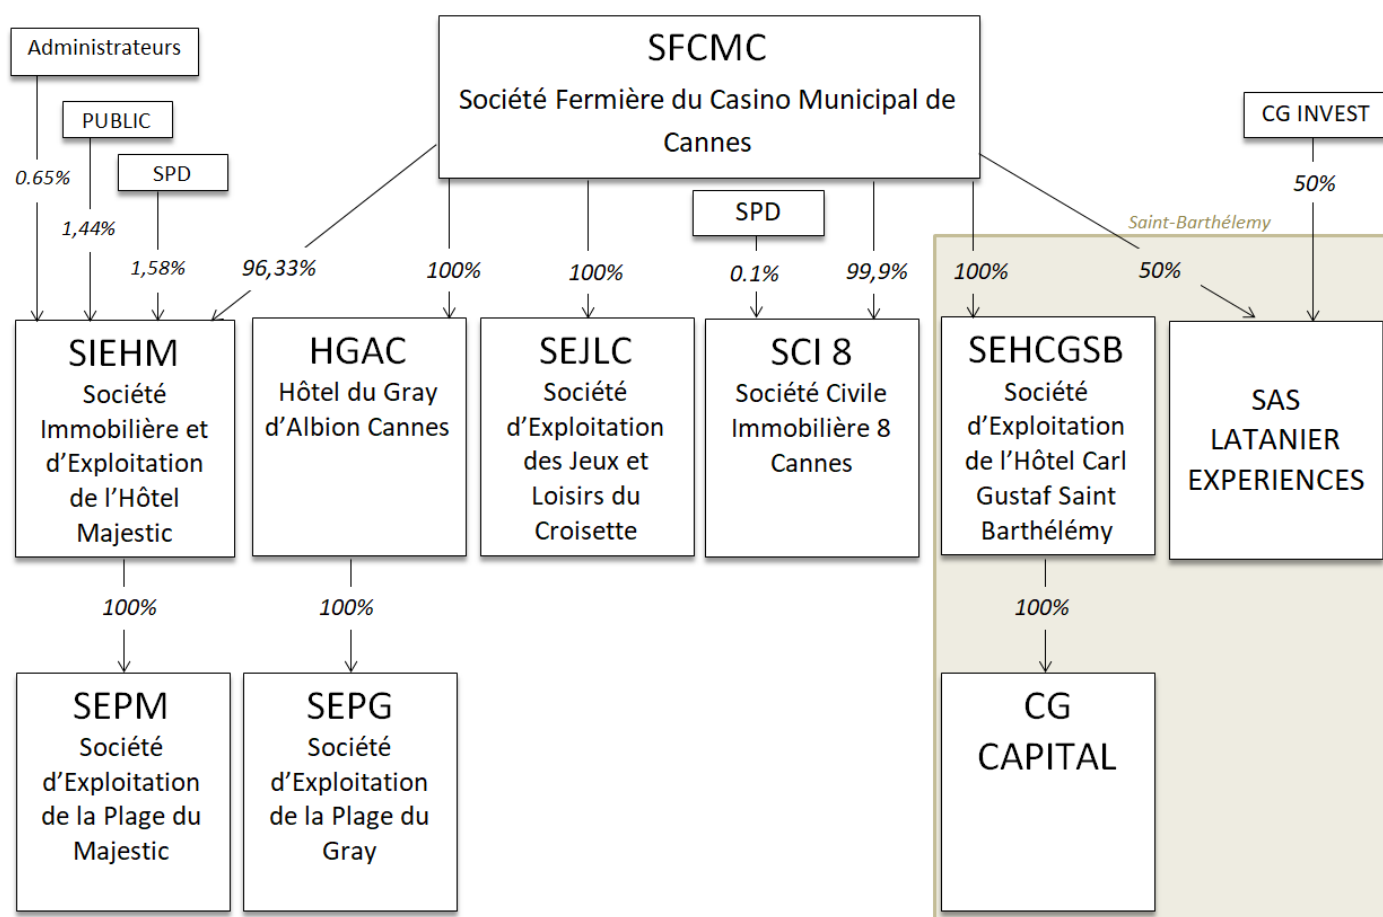 SFCMC
Société Fermière du Casino Municipal de
Cannes
Administrateurs
PUBLIC
SPD
CG INVEST
0.65%
1,44%
1,58%
96,33%
100%
100%
SPD
0.1%
99,9%
100%
50%
50%
Saint-Barthélemy
SIEHM
Société
Immobilière et
d’Exploitation
de l’Hôtel
Majestic
HGAC
Hôtel du Gray
d’Albion Cannes
SEJLC
Société
d’Exploitation
des Jeux et
Loisirs du
Croisette
SCI 8
Société Civile
Immobilière 8
Cannes
SEHCGSB
Société
d’Exploitation
de l’Hôtel Carl
Gustaf Saint
Barthélémy
SAS
LATANIER
EXPERIENCES
100%
100%
100%
SEPM
Société
d’Exploitation
de la Plage du
Majestic
SEPG
Société
d’Exploitation
de la Plage du
Gray
CG
CAPITAL